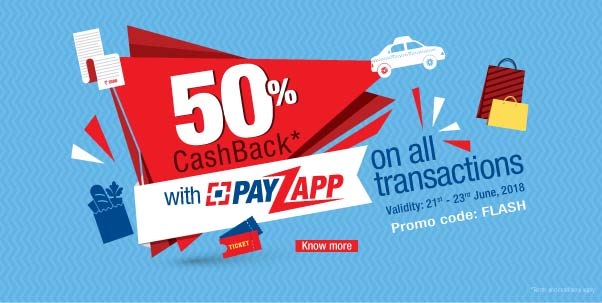 50%
CashBack*
with PAYZAPP
on all
transactions
Validity: 21st - 23rd June, 2018
Promo code: FLASH
TICKET
Know more
*Terms and conditions apply